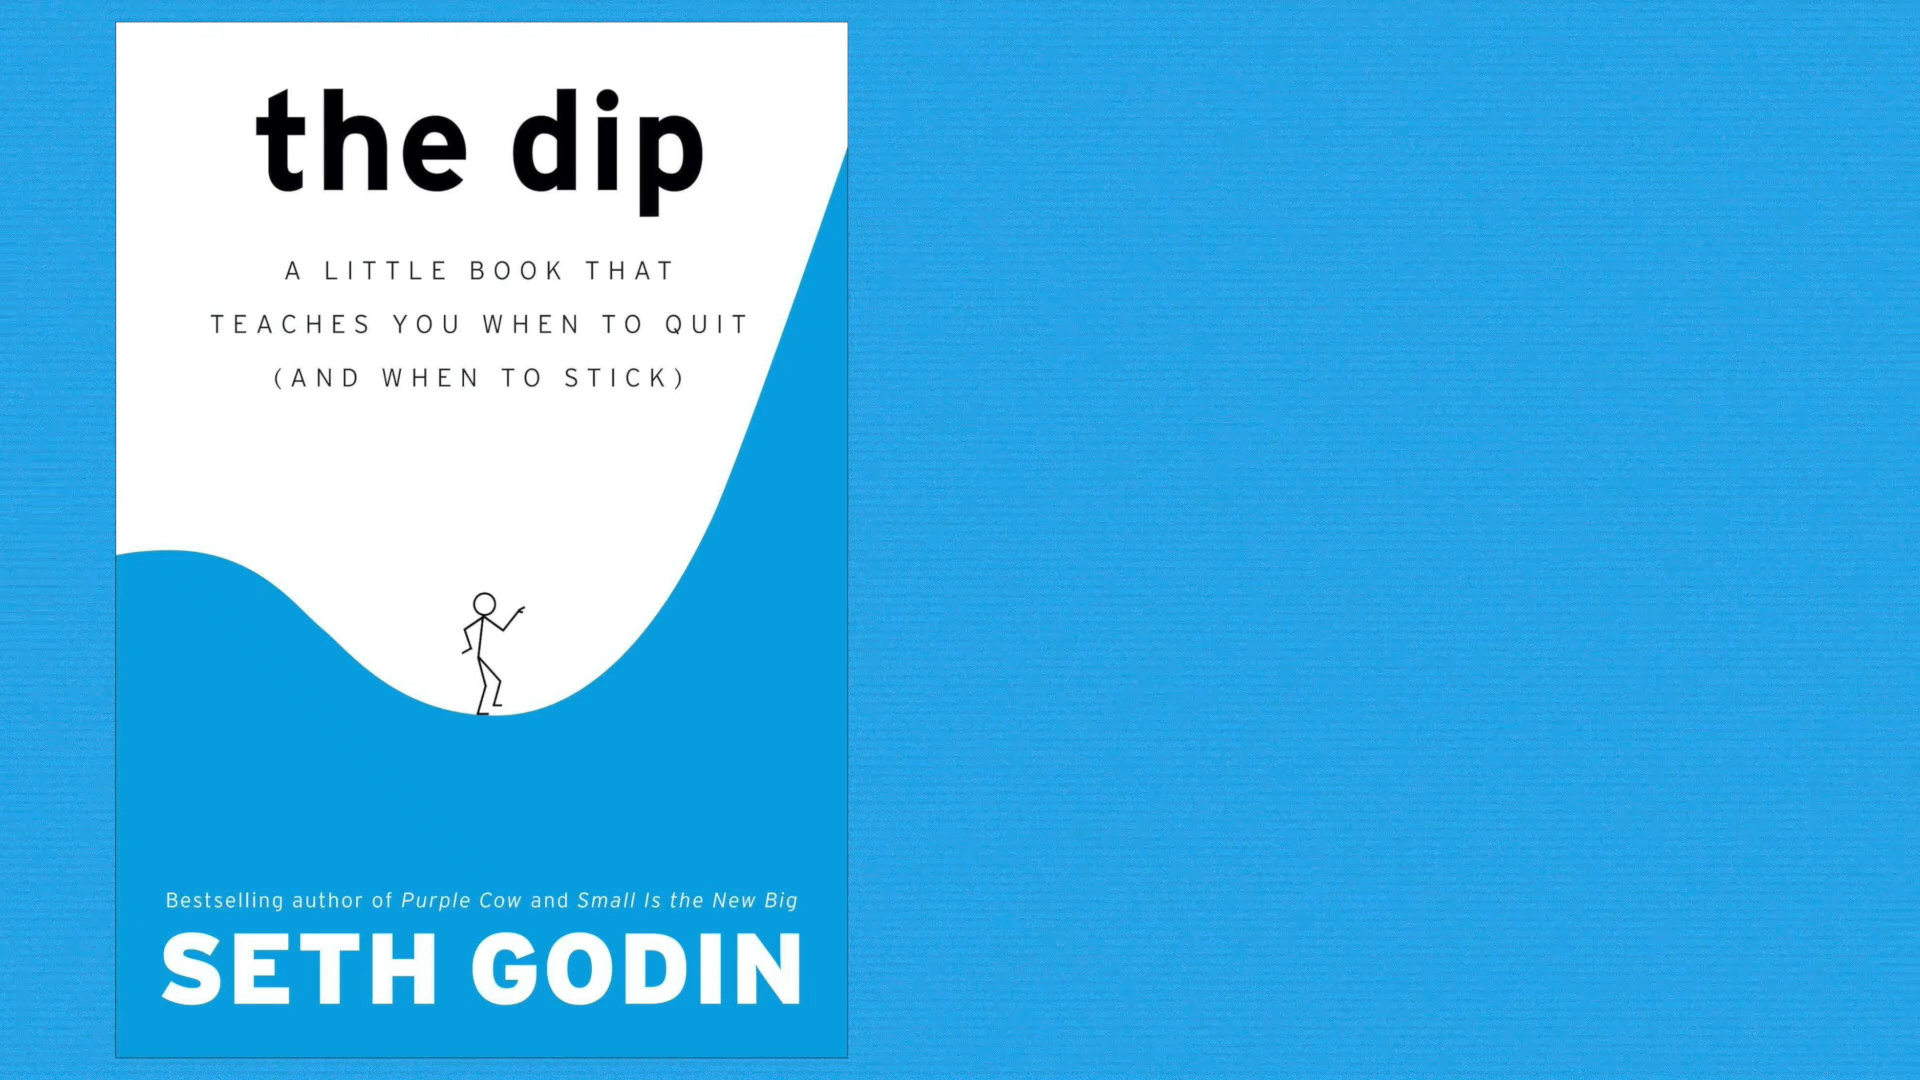 the dip
A LITTLE BOOK THAT
TEACHES YOU WHEN TO QUIT
(AND WHEN TO STICK)
Bestselling author of Purple Cow and Small Is the New Big
SETH GODIN